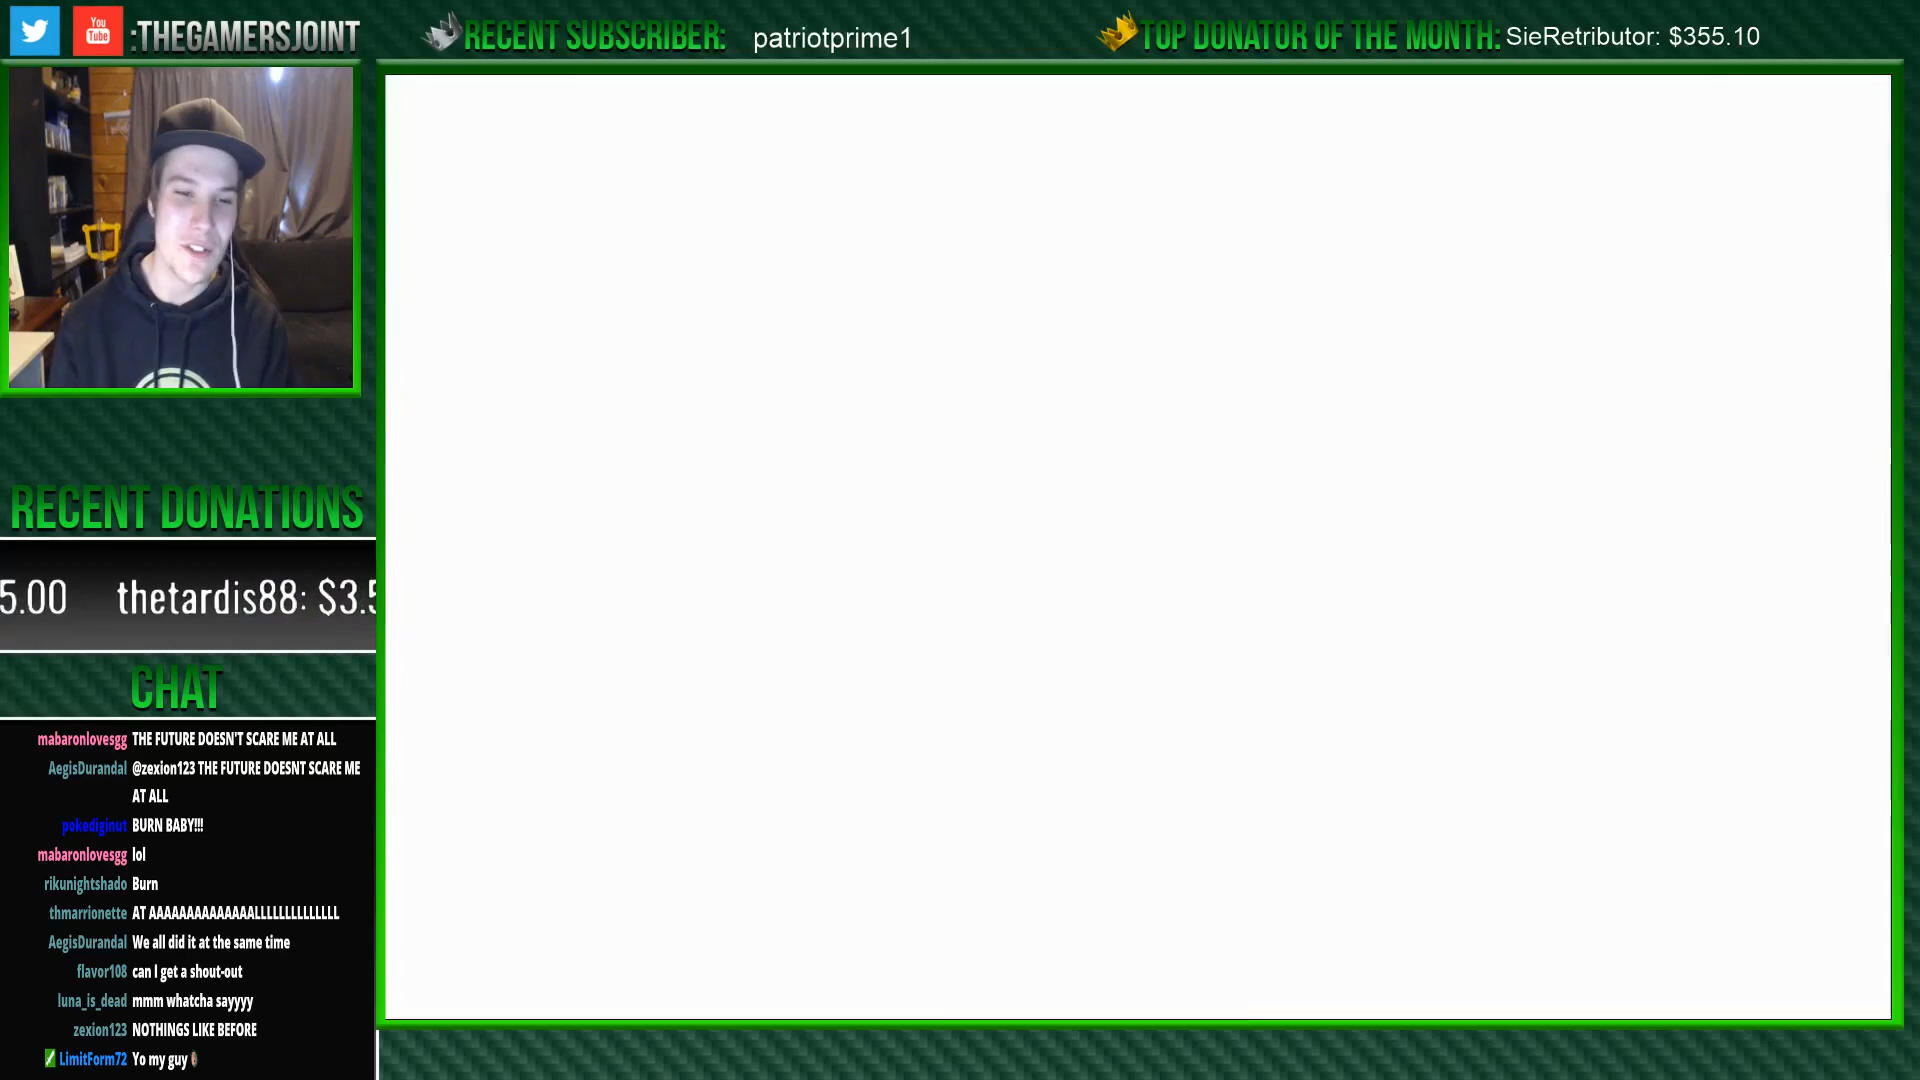 You
Tube
:THEGAMERSJOINT
RECENT SUBSCRIBER: patriotprime1
TOP DONATOR OF THE MONTH: SieRetributor: $355.10
RECENT DONATIONS
5.00 thetardis88: $3.5
CHAT
mabaronlovesgg THE FUTURE DOESN'T SCARE ME AT ALL
AegisDurandal @zexion123 THE FUTURE DOESNT SCARE ME
AT ALL
pokediginut BURN BABY!!!
mabaronlovesgg lol
rikunightshado Burn
thmarrionette AT AAAAAAAAAAAAAALLLLLLLLLLLLL
AegisDurandal We all did it at the same time
flavor108 can I get a shout-out
luna_is_dead mmm whatcha sayyyy
zexion123 NOTHINGS LIKE BEFORE
LimitForm72 Yo my guy